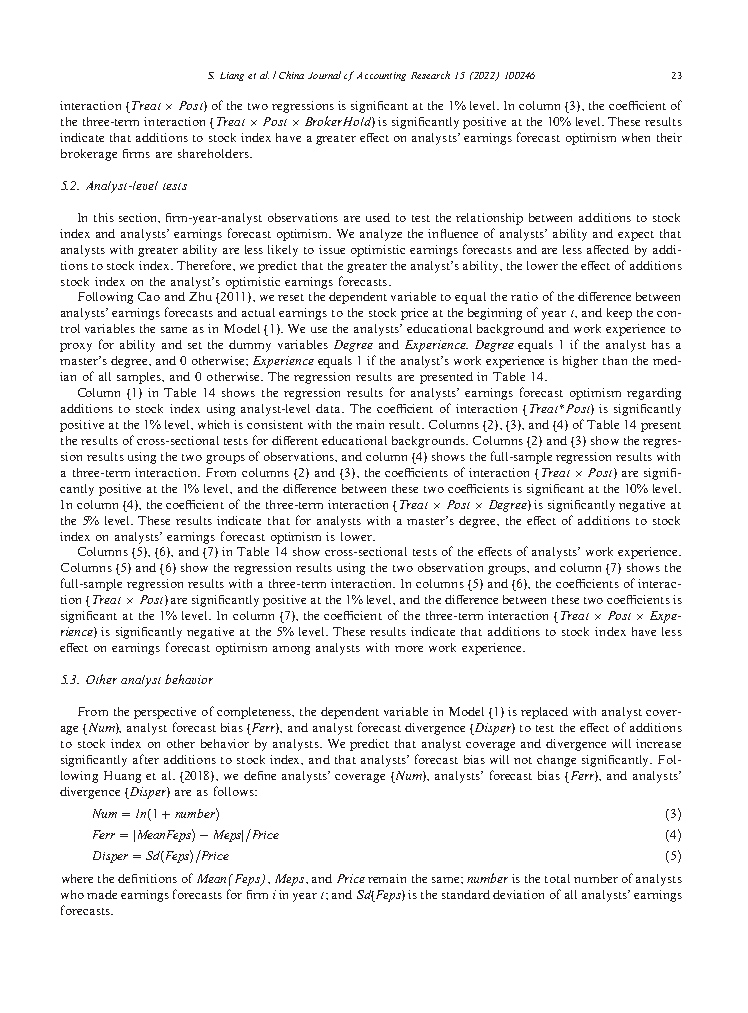 S. Liang et al. / China Journal of Accounting Research 15 (2022) 100246 23
interaction (Treat × Post) of the two regressions is significant at the 1% level. In column (3), the coefficient of
the three-term interaction (Treat × Post × BrokerHold) is significantly positive at the 10% level. These results
indicate that additions to stock index have a greater effect on analysts' earnings forecast optimism when their
brokerage firms are shareholders.
5.2. Analyst-level tests
In this section, firm-year-analyst observations are used to test the relationship between additions to stock
index and analysts' earnings forecast optimism. We analyze the influence of analysts' ability and expect that
analysts with greater ability are less likely to issue optimistic earnings forecasts and are less affected by addi-
tions to stock index. Therefore, we predict that the greater the analyst's ability, the lower the effect of additions
stock index on the analyst's optimistic earnings forecasts.
Following Cao and Zhu (2011), we reset the dependent variable to equal the ratio of the difference between
analysts' earnings forecasts and actual earnings to the stock price at the beginning of year t, and keep the con-
trol variables the same as in Model (1). We use the analysts' educational background and work experience to
proxy for ability and set the dummy variables Degree and Experience. Degree equals 1 if the analyst has a
master's degree, and 0 otherwise; Experience equals 1 if the analyst's work experience is higher than the med-
ian of all samples, and 0 otherwise. The regression results are presented in Table 14.
Column (1) in Table 14 shows the regression results for analysts' earnings forecast optimism regarding
additions to stock index using analyst-level data. The coefficient of interaction (Treat*Post) is significantly
positive at the 1% level, which is consistent with the main result. Columns (2), (3), and (4) of Table 14 present
the results of cross-sectional tests for different educational backgrounds. Columns (2) and (3) show the regres-
sion results using the two groups of observations, and column (4) shows the full-sample regression results with
a three-term interaction. From columns (2) and (3), the coefficients of interaction (Treat × Post) are signifi-
cantly positive at the 1% level, and the difference between these two coefficients is significant at the 10% level.
In column (4), the coefficient of the three-term interaction (Treat × Post × Degree) is significantly negative at
the 5% level. These results indicate that for analysts with a master's degree, the effect of additions to stock
index on analysts' earnings forecast optimism is lower.
Columns (5), (6), and (7) in Table 14 show cross-sectional tests of the effects of analysts' work experience.
Columns (5) and (6) show the regression results using the two observation groups, and column (7) shows the
full-sample regression results with a three-term interaction. In columns (5) and (6), the coefficients of interac-
tion (Treat × Post) are significantly positive at the 1% level, and the difference between these two coefficients is
significant at the 1% level. In column (7), the coefficient of the three-term interaction (Treat × Post × Expe-
rience) is significantly negative at the 5% level. These results indicate that additions to stock index have less
effect on earnings forecast optimism among analysts with more work experience.
5.3. Other analyst behavior
From the perspective of completeness, the dependent variable in Model (1) is replaced with analyst cover-
age (Num), analyst forecast bias (Ferr), and analyst forecast divergence (Disper) to test the effect of additions
to stock index on other behavior by analysts. We predict that analyst coverage and divergence will increase
significantly after additions to stock index, and that analysts' forecast bias will not change significantly. Fol-
lowing Huang et al. (2018), we define analysts' coverage (Num), analysts' forecast bias (Ferr), and analysts'
divergence (Disper) are as follows:
Num = ln(1 + number) (3)
Ferr = |MeanFeps) − Meps|/Price (4)
Disper = Sd(Feps)/Price (5)
where the definitions of Mean(Feps), Meps, and Price remain the same; number is the total number of analysts
who made earnings forecasts for firm i in year t; and Sd(Feps) is the standard deviation of all analysts' earnings
forecasts.